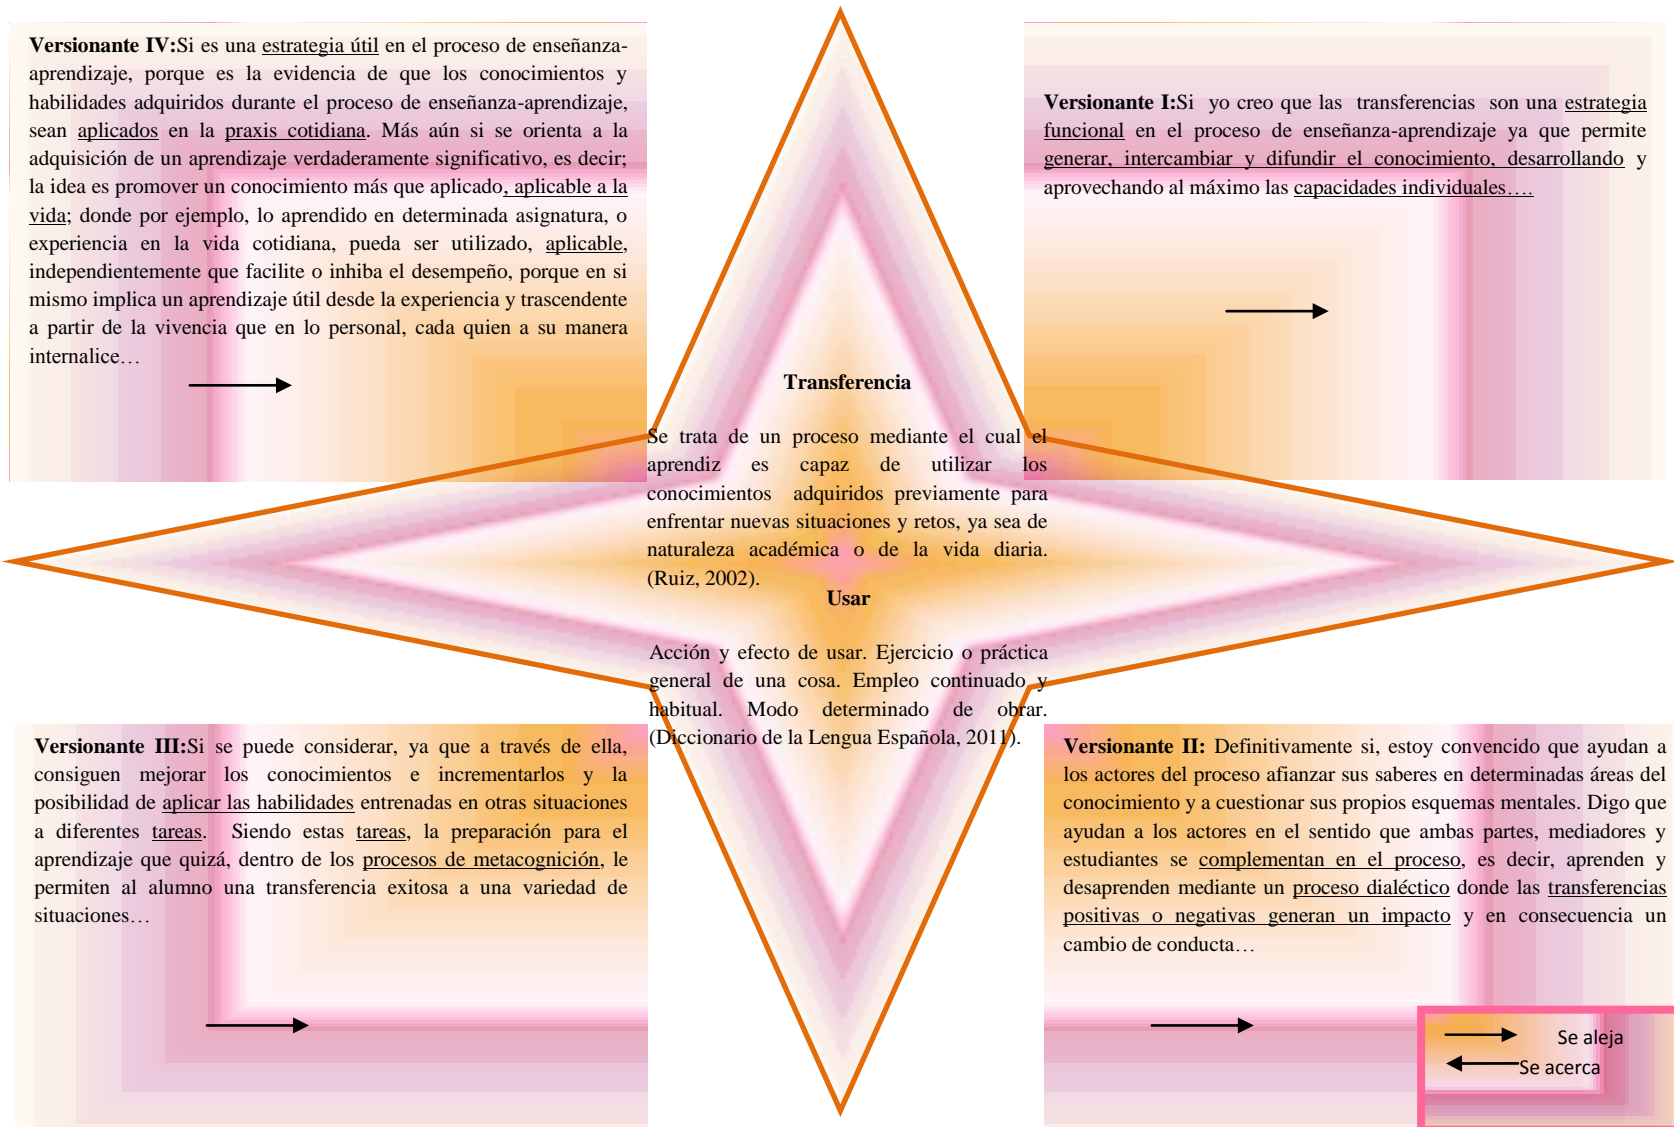 Versionante IV:Si es una estrategia útil en el proceso de enseñanza-
aprendizaje, porque es la evidencia de que los conocimientos y
habilidades adquiridos durante el proceso de enseñanza-aprendizaje,
sean aplicados en la praxis cotidiana. Más aún si se orienta a la
adquisición de un aprendizaje verdaderamente significativo, es decir;
la idea es promover un conocimiento más que aplicado, aplicable a la
vida; donde por ejemplo, lo aprendido en determinada asignatura, o
experiencia en la vida cotidiana, pueda ser utilizado, aplicable,
independientemente que facilite o inhiba el desempeño, porque en si
mismo implica un aprendizaje útil desde la experiencia y trascendente
a partir de la vivencia que en lo personal, cada quien a su manera
internalice…
Versionante I:Si yo creo que las transferencias son una estrategia
funcional en el proceso de enseñanza-aprendizaje ya que permite
generar, intercambiar y difundir el conocimiento, desarrollando y
aprovechando al máximo las capacidades individuales….
Transferencia
Se trata de un proceso mediante el cual el
aprendiz es capaz de utilizar los
conocimientos adquiridos previamente para
enfrentar nuevas situaciones y retos, ya sea de
naturaleza académica o de la vida diaria.
(Ruiz, 2002).
Usar
Acción y efecto de usar. Ejercicio o práctica
general de una cosa. Empleo continuado y
habitual. Modo determinado de obrar.
(Diccionario de la Lengua Española, 2011).
Versionante III:Si se puede considerar, ya que a través de ella,
consiguen mejorar los conocimientos e incrementarlos y la
posibilidad de aplicar las habilidades entrenadas en otras situaciones
a diferentes tareas. Siendo estas tareas, la preparación para el
aprendizaje que quizá, dentro de los procesos de metacognición, le
permiten al alumno una transferencia exitosa a una variedad de
situaciones…
Versionante II: Definitivamente si, estoy convencido que ayudan a
los actores del proceso afianzar sus saberes en determinadas áreas del
conocimiento y a cuestionar sus propios esquemas mentales. Digo que
ayudan a los actores en el sentido que ambas partes, mediadores y
estudiantes se complementan en el proceso, es decir, aprenden y
desaprenden mediante un proceso dialéctico donde las transferencias
positivas o negativas generan un impacto y en consecuencia un
cambio de conducta…
Se aleja
Se acerca